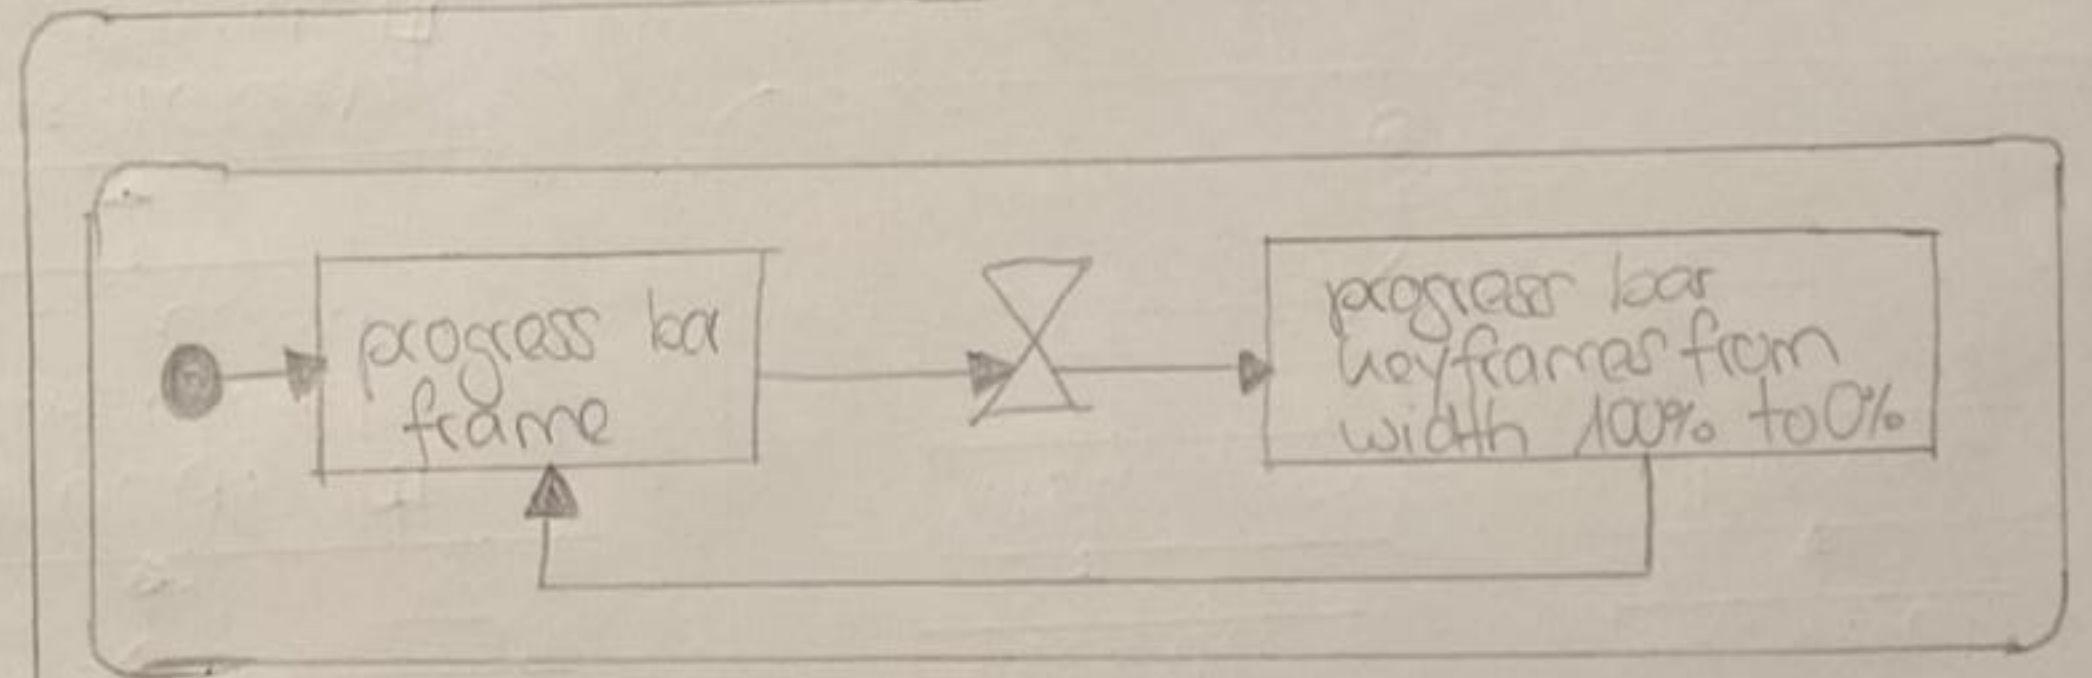 progress ba
frame
progress bar
keyframes from
width 100% to 0%